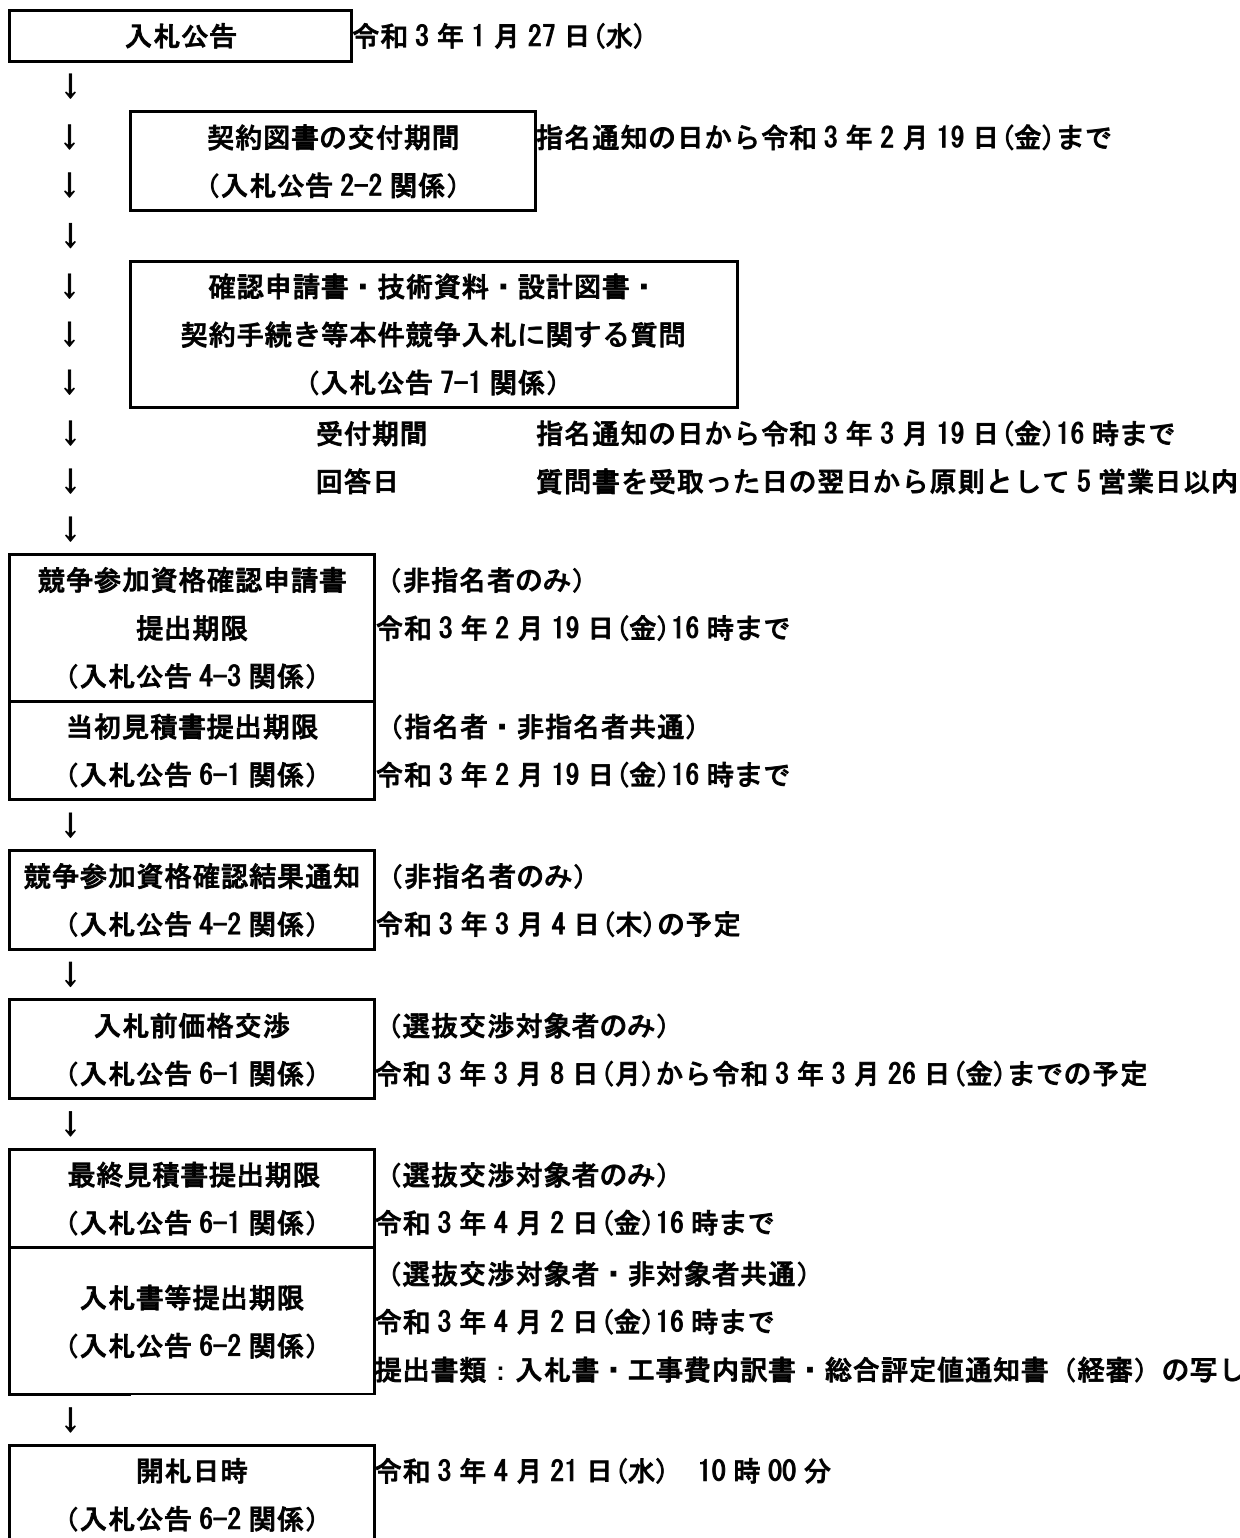 入札公告 令和3年1月27日(水)
↓
↓ 契約図書の交付期間 指名通知の日から令和3年2月19日(金)まで
↓ (入札公告2-2関係)
↓
↓ 確認申請書・技術資料・設計図書・
↓ 契約手続き等本件競争入札に関する質問
↓ (入札公告7-1関係)
↓ 受付期間 指名通知の日から令和3年3月19日(金)16時まで
↓ 回答日 質問書を受取った日の翌日から原則として5営業日以内
↓
競争参加資格確認申請書 (非指名者のみ)
提出期限 令和3年2月19日(金)16時まで
(入札公告4-3関係)
当初見積書提出期限 (指名者・非指名者共通)
(入札公告6-1関係) 令和3年2月19日(金)16時まで
↓
競争参加資格確認結果通知 (非指名者のみ)
(入札公告4-2関係) 令和3年3月4日(木)の予定
↓
入札前価格交渉 (選抜交渉対象者のみ)
(入札公告6-1関係) 令和3年3月8日(月)から令和3年3月26日(金)までの予定
↓
最終見積書提出期限 (選抜交渉対象者のみ)
(入札公告6-1関係) 令和3年4月2日(金)16時まで
(選抜交渉対象者・非対象者共通)
入札書等提出期限 令和3年4月2日(金)16時まで
(入札公告6-2関係) 提出書類:入札書・工事費内訳書・総合評定値通知書(経審)の写し
↓
開札日時 令和3年4月21日(水) 10時00分
(入札公告6-2関係)